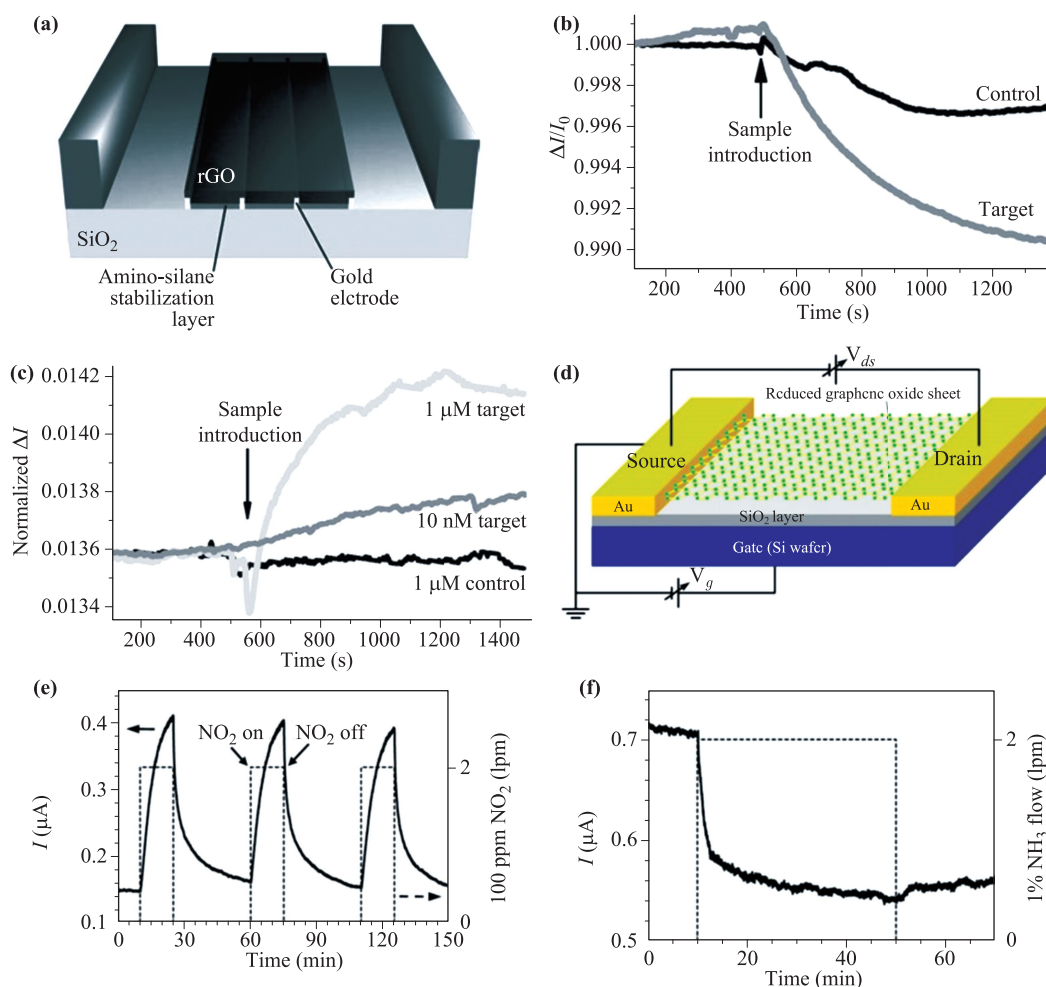 (a)
rGO
SiO2
Amino-silane
stabilization
layer
Gold
elctrode
(b)
1.000
0.998
0.996
0.994
0.992
0.990
ΔI/I0
Control
Sample
introduction
Target
200 400 600 800 1000 1200
Time (s)
(c)
0.0142
0.0140
0.0138
0.0136
0.0134
Normalized ΔI
Sample
introduction
1 μM target
10 nM target
1 μM control
200 400 600 800 1000 1200 1400
Time (s)
(d)
Vds
Rcduced graphcnc oxidc sheet
Source
Drain
Au
Au
SiO2 layer
Gatc (Si wafcr)
Vg
(e)
0.4
0.3
0.2
0.1
I (μA)
NO2 on
NO2 off
2
0
100 ppm NO2 (lpm)
0 30 60 90 120 150
Time (min)
(f)
0.7
0.6
0.5
I (μA)
2
1
0
1% NH3 flow (lpm)
0 20 40 60
Time (min)